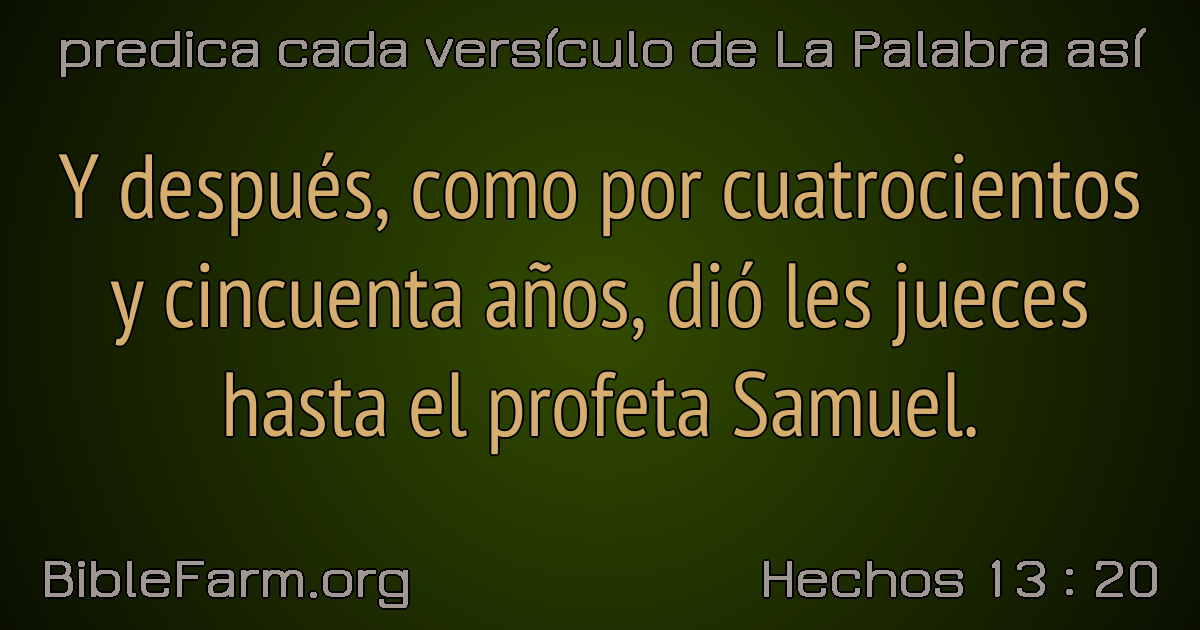 predica cada versículo de La Palabra así
Y después, como por cuatrocientos
y cincuenta años, dió les jueces
hasta el profeta Samuel.
BibleFarm.org
Hechos 13 : 20